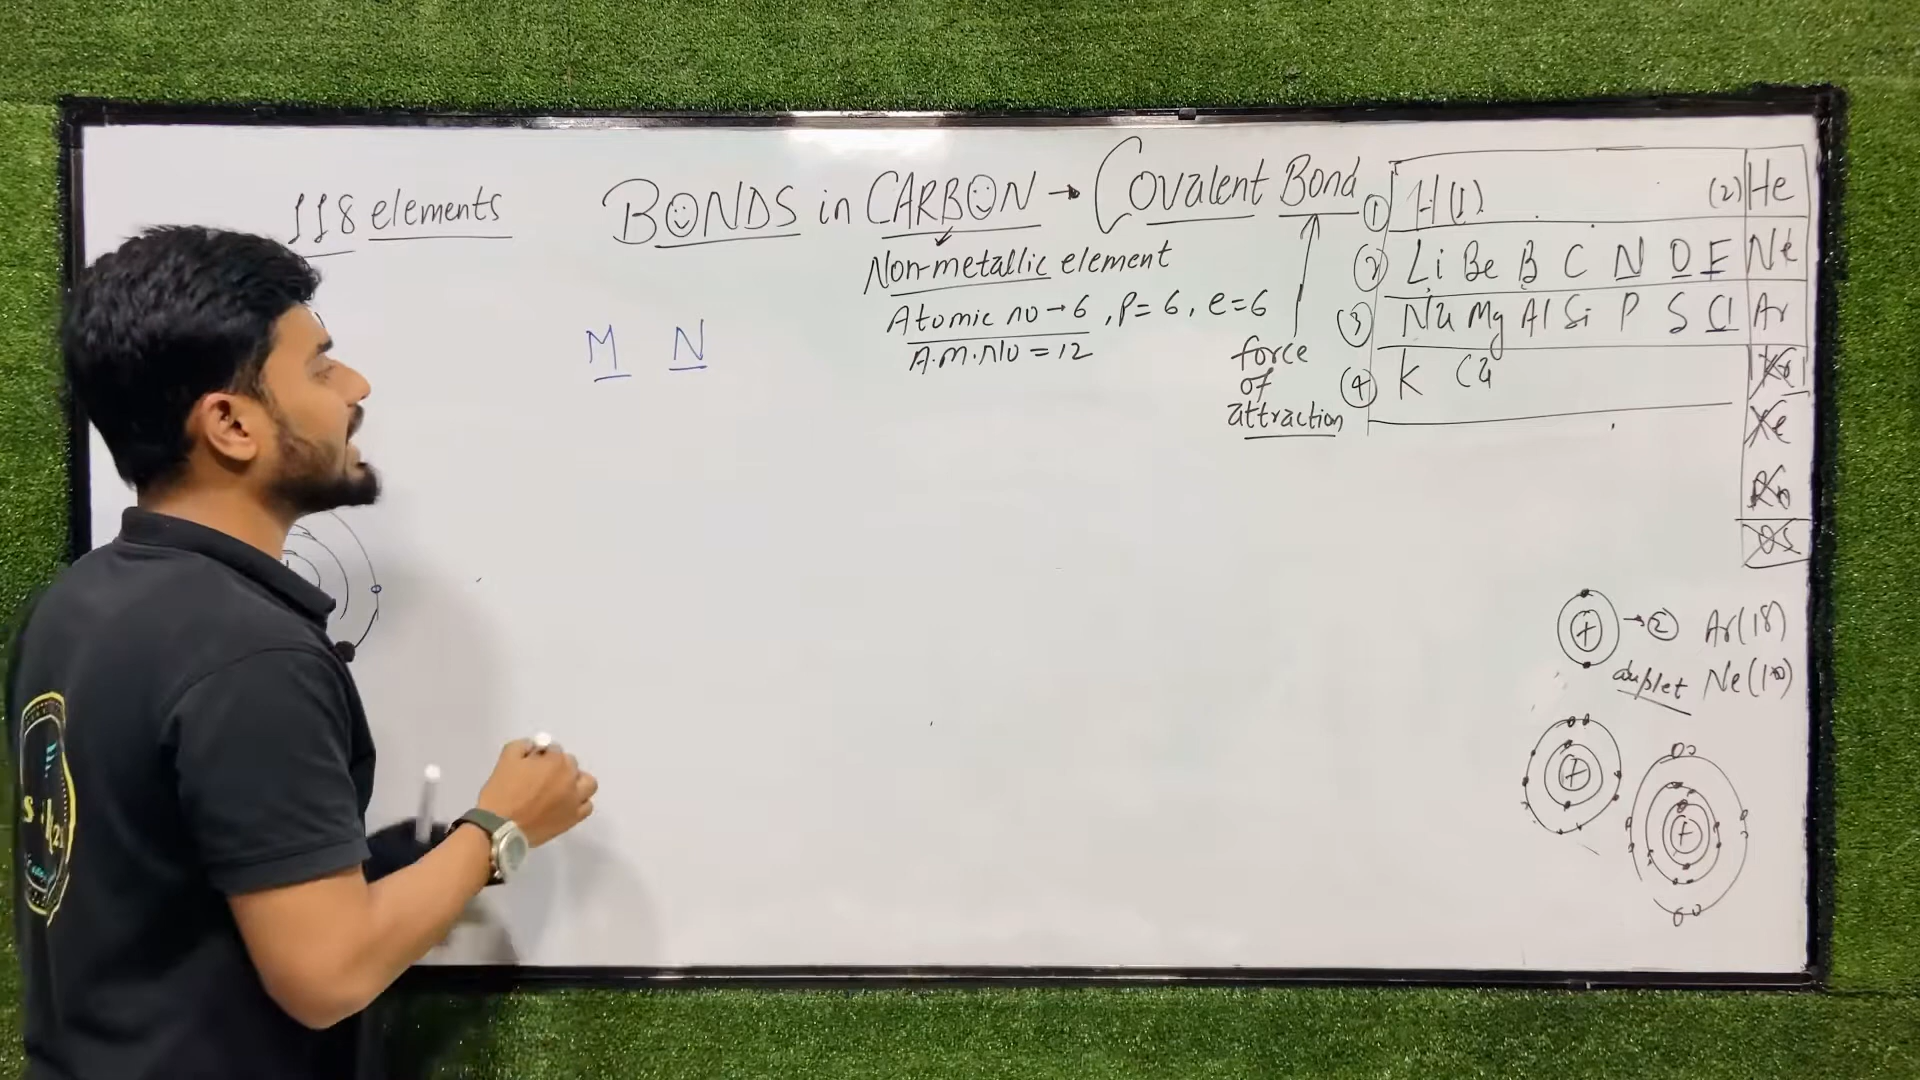 118 elements
BONDS in CARBON → Covalent Bond
Non-metallic element
Atomic no → 6, P = 6, e = 6
A.M.No = 12
M N
force
of
attraction
① H(1) (2) He
② Li Be B C N O F Ne
③ Na Mg Al Si P S Cl Ar
④ K Ca Kr
Xe
Rn
Os
+ → ② Ar(18)
duplet Ne(10)
+
+